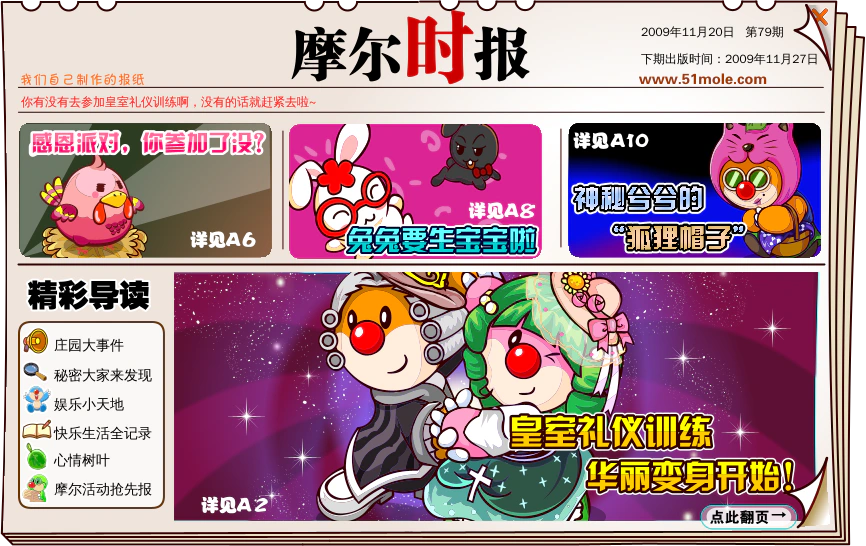 摩尔时报
2009年11月20日 第79期
下期出版时间：2009年11月27日
www.51mole.com
我们自己制作的报纸
你有没有去参加皇室礼仪训练啊，没有的话就赶紧去啦~
感恩派对，你参加了没？
详见A6
详见A8
兔兔要生宝宝啦
详见A10
神秘兮兮的
“狐狸帽子”
精彩导读
庄园大事件
秘密大家来发现
娱乐小天地
快乐生活全记录
心情树叶
摩尔活动抢先报
皇室礼仪训练
华丽变身开始！
详见A2
点此翻页→